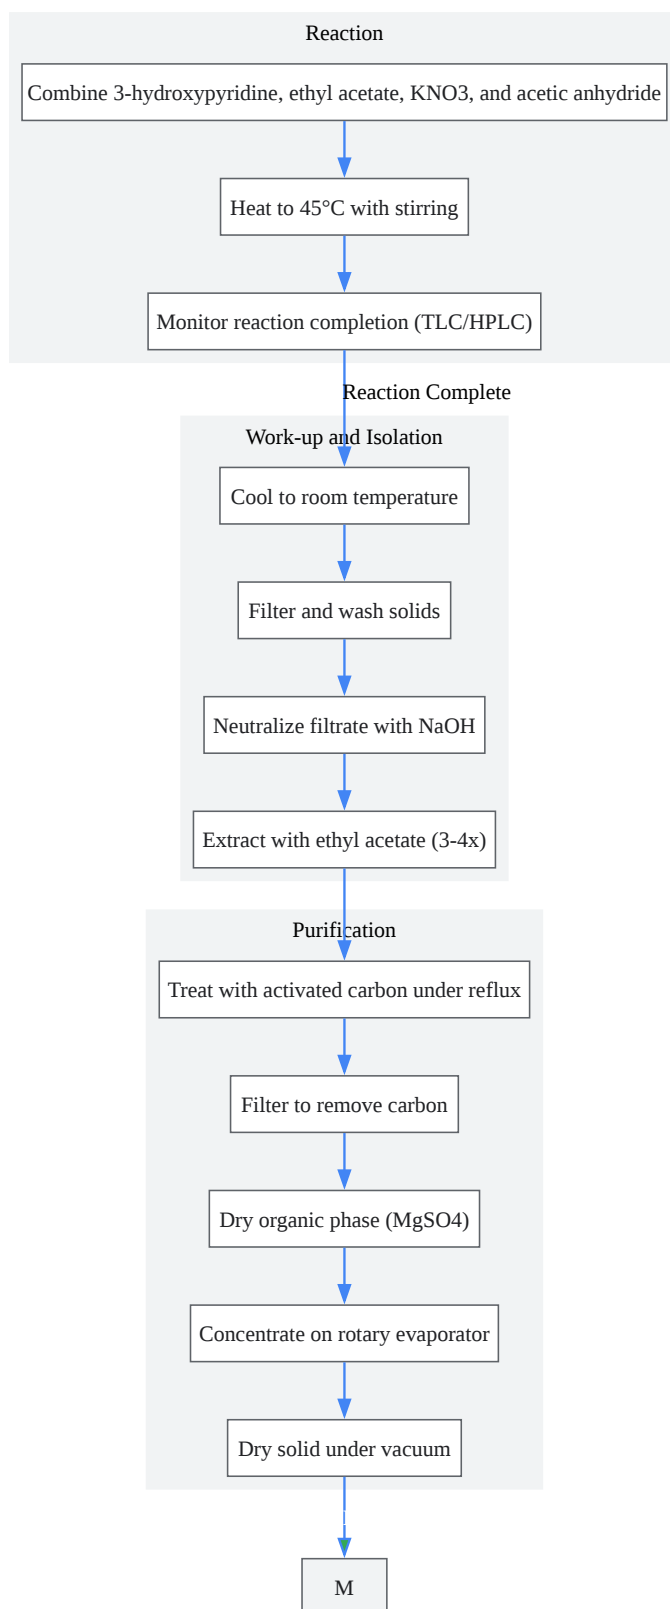 Reaction
Combine 3-hydroxypyridine, ethyl acetate, KNO3, and acetic anhydride
Heat to 45°C with stirring
Monitor reaction completion (TLC/HPLC)
Reaction Complete
Work-up and Isolation
Cool to room temperature
Filter and wash solids
Neutralize filtrate with NaOH
Extract with ethyl acetate (3-4x)
Purification
Treat with activated carbon under reflux
Filter to remove carbon
Dry organic phase (MgSO4)
Concentrate on rotary evaporator
Dry solid under vacuum
M